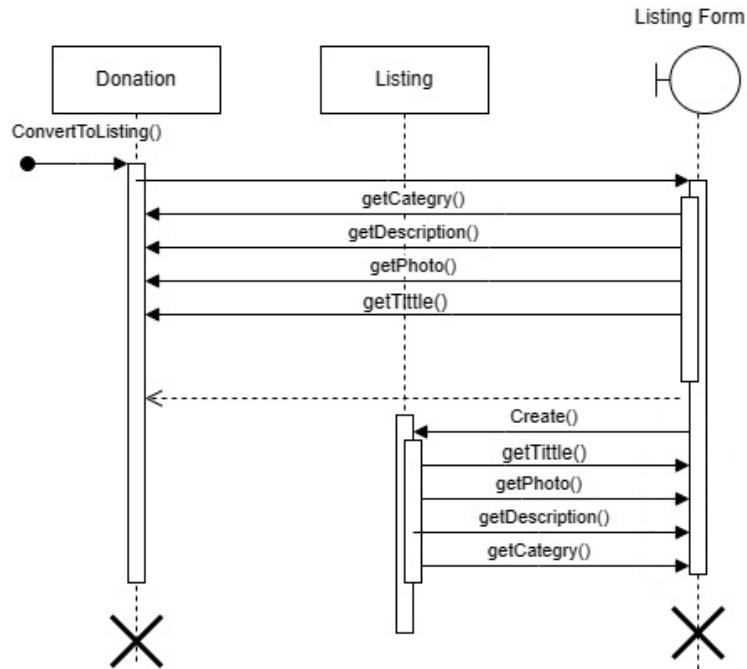 Listing Form
Donation
Listing
ConvertToListing()
getCategry()
getDescription()
getPhoto()
getTittle()
Create()
getTittle()
getPhoto()
getDescription()
getCategry()